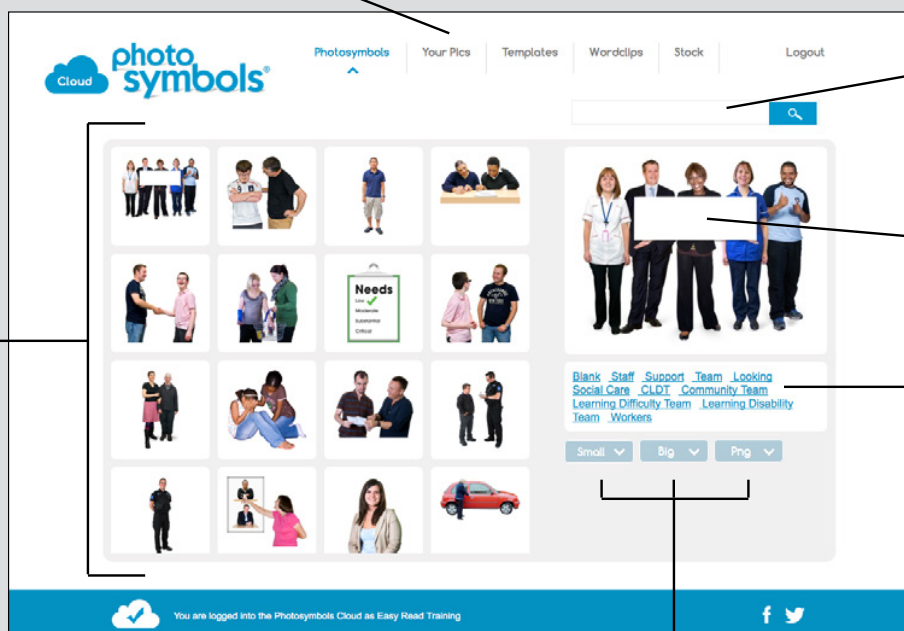 Cloud
photo
symbols®
Photosymbols
Your Pics
Templates
Wordclips
Stock
Logout
Needs
Low
Moderate
Substantial
Critical
Blank Staff Support Team Looking
Social Care CLDT Community Team
Learning Difficulty Team Learning Disability
Team Workers
Small
Big
Png
You are logged into the Photosymbols Cloud as Easy Read Training